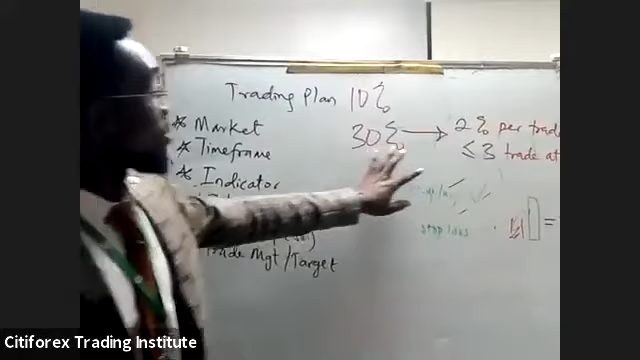 Trading Plan 10%
* Market
* Timeframe
* Indicator
Trade Mgt/Target
30% → 2% per trade
≤ 3 trade at
stop loss
Citiforex Trading Institute